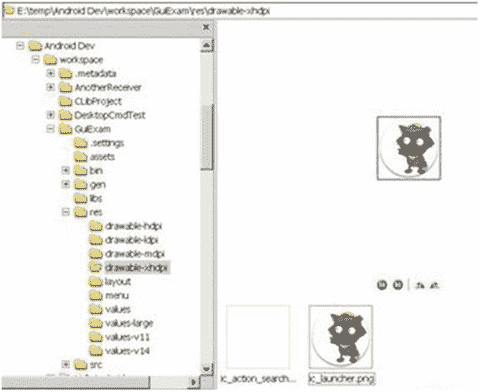 E:\temp\Android Dev\workspace\GuiExam\res\drawable-xhdpi
Android Dev
workspace
.metadata
AnotherReceiver
CLibProject
DesktopCmdTest
GuiExam
.settings
assets
bin
gen
libs
res
drawable-hdpi
drawable-ldpi
drawable-mdpi
drawable-xhdpi
layout
menu
values
values-large
values-v11
values-v14
src
ic_action_search...
ic_launcher.png